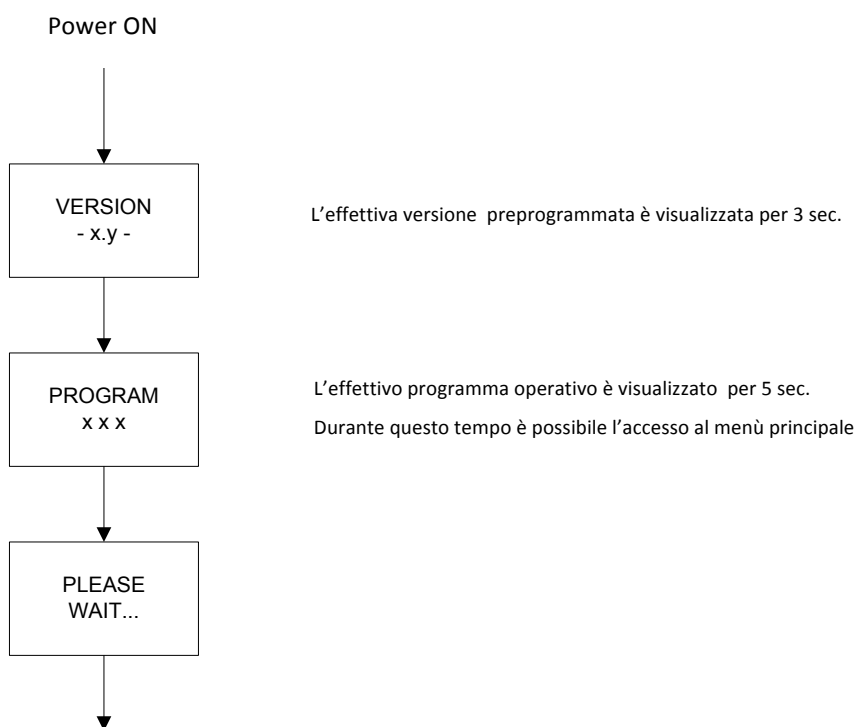 Power ON
VERSION
- x.y -
L'effettiva versione  preprogrammata è visualizzata per 3 sec.
PROGRAM
x x x
L'effettivo programma operativo è visualizzato  per 5 sec.
Durante questo tempo è possibile l'accesso al menù principale
PLEASE
WAIT...